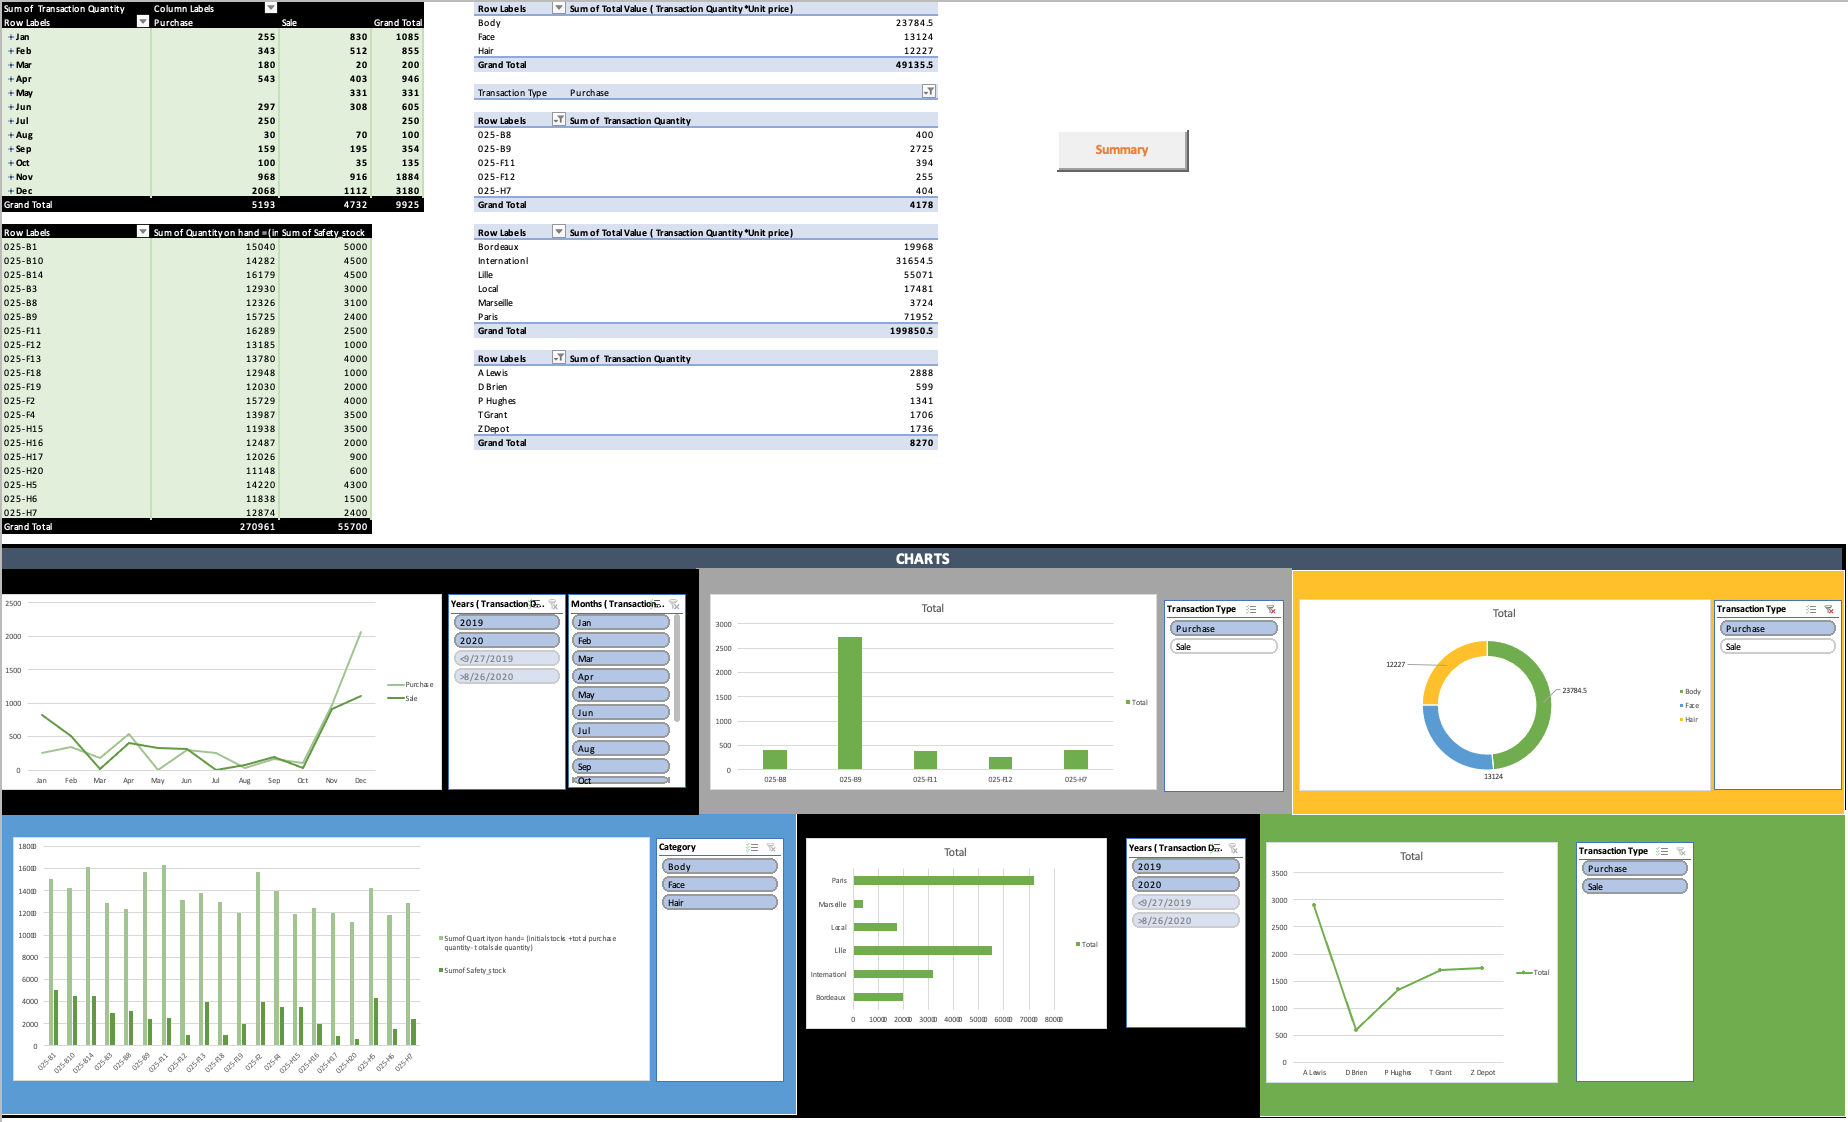 Sum of Transaction Quantity Column Labels
Row Labels Purchase Sale Grand Total
Jan 255 830 1085
Feb 343 512 855
Mar 180 20 200
Apr 543 403 946
May 331 331
Jun 297 308 605
Jul 250 250
Aug 30 70 100
Sep 159 195 354
Oct 100 35 135
Nov 968 916 1884
Dec 2068 1112 3180
Grand Total 5193 4732 9925
Row Labels Sum of Quantity on hand =(in Sum of Safety_stock
025-B1 15040 5000
025-B10 14282 4500
025-B14 16179 4500
025-B3 12930 3000
025-B8 12326 3100
025-B9 15725 2400
025-F11 16289 2500
025-F12 13185 1000
025-F13 13780 4000
025-F18 12948 1000
025-F19 12030 2000
025-F2 15729 4000
025-F4 13987 3500
025-H15 11938 3500
025-H16 12487 2000
025-H17 12026 900
025-H20 11148 600
025-H5 14220 4300
025-H6 11838 1500
025-H7 12874 2400
Grand Total 270961 55700
Row Labels Sum of Total Value ( Transaction Quantity *Unit price)
Body 23784.5
Face 13124
Hair 12227
Grand Total 49135.5
Transaction Type Purchase
Row Labels Sum of Transaction Quantity
025-B8 400
025-B9 2725
025-F11 394
025-F12 255
025-H7 404
Grand Total 4178
Row Labels Sum of Total Value ( Transaction Quantity *Unit price)
Bordeaux 19968
Internationl 31654.5
Lille 55071
Local 17481
Marseille 3724
Paris 71952
Grand Total 199850.5
Row Labels Sum of Transaction Quantity
A Lewis 2888
D Brien 599
P Hughes 1341
T Grant 1706
Z Depot 1736
Grand Total 8270
Summary
CHARTS
2500
2000
1500
1000
500
0
Jan Feb Mar Apr May Jun Jul Aug Sep Oct Nov Dec
Purchase
Sale
Years ( Transaction D...
2019
2020
<9/27/2019
>8/26/2020
Months ( Transaction...
Jan
Feb
Mar
Apr
May
Jun
Jul
Aug
Sep
Oct
Total
3000
2500
2000
1500
1000
500
0
025-B8 025-B9 025-F11 025-F12 025-H7
Total
Transaction Type
Purchase
Sale
Total
12227
23784.5
13124
Body
Face
Hair
Transaction Type
Purchase
Sale
18000
16000
14000
12000
10000
8000
6000
4000
2000
0
025-B1 025-B10 025-B14 025-B3 025-B8 025-B9 025-F11 025-F12 025-F13 025-F18 025-F19 025-F2 025-F4 025-H15 025-H16 025-H17 025-H20 025-H5 025-H6 025-H7
Sum of Quantity on hand= (initial stocks +total purchase
quantity- total sale quantity)
Sum of Safety_stock
Category
Body
Face
Hair
Total
Paris
Marseille
Local
Lille
Internationl
Bordeaux
0 10000 20000 30000 40000 50000 60000 70000 80000
Total
Years ( Transaction D...
2019
2020
<9/27/2019
>8/26/2020
Total
3500
3000
2500
2000
1500
1000
500
0
A Lewis D Brien P Hughes T Grant Z Depot
Total
Transaction Type
Purchase
Sale